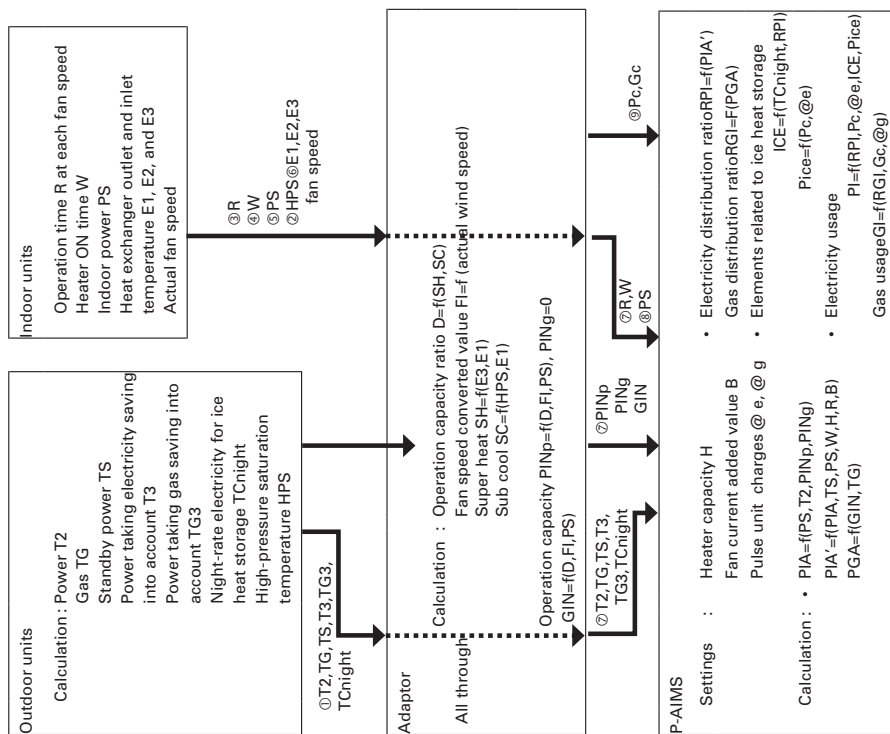 Outdoor units
Calculation : Power T2
Gas TG
Standby power TS
Power taking electricity saving
into account T3
Power taking gas saving into
account TG3
Night-rate electricity for ice
heat storage TCnight
High-pressure saturation
temperature HPS
Indoor units
Operation time R at each fan speed
Heater ON time W
Indoor power PS
Heat exchanger outlet and inlet
temperature E1, E2, and E3
Actual fan speed
①T2,TG,TS,T3,TG3,
TCnight
③R
④W
⑤PS
②HPS⑥E1,E2,E3
fan speed
Adaptor
All through
Calculation : Operation capacity ratio D=f(SH,SC)
Fan speed converted value FI=f (actual wind speed)
Super heat SH=f(E3,E1)
Sub cool SC=f(HPS,E1)
Operation capacity PINp=f(D,FI,PS), PINg=0
GIN=f(D,FI,PS)
⑦T2,TG,TS,T3,
TG3,TCnight
⑦PINp
PINg
GIN
⑦R,W
⑧PS
⑨Pc,Gc
P-AIMS
Settings : Heater capacity H
Fan current added value B
Pulse unit charges @ e, @ g
Calculation : • PIA=f(PS,T2,PINp,PINg)
PIA'=f(PIA,TS,PS,W,H,R,B)
PGA=f(GIN,TG)
• Electricity distribution ratioRPI=f(PIA')
Gas distribution ratioRGI=F(PGA)
• Elements related to ice heat storage
ICE=f(TCnight,RPI)
Pice=f(Pc,@e)
• Electricity usage
PI=f(RPI,Pc,@e,ICE,Pice)
Gas usageGI=f(RGI,Gc,@g)